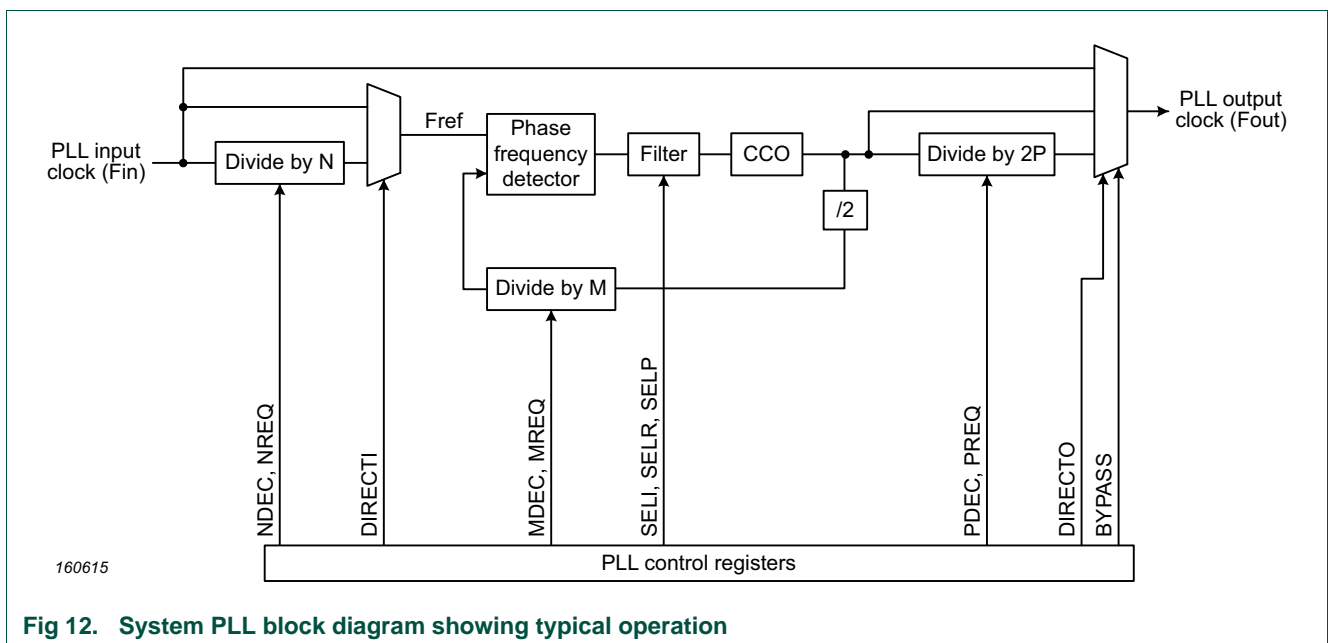 PLL input
clock (Fin)
Divide by N
Fref
Phase
frequency
detector
Filter
CCO
Divide by 2P
PLL output
clock (Fout)
/2
Divide by M
NDEC, NREQ
DIRECTI
MDEC, MREQ
SELI, SELR, SELP
PDEC, PREQ
DIRECTO
BYPASS
PLL control registers
160615
Fig 12. System PLL block diagram showing typical operation